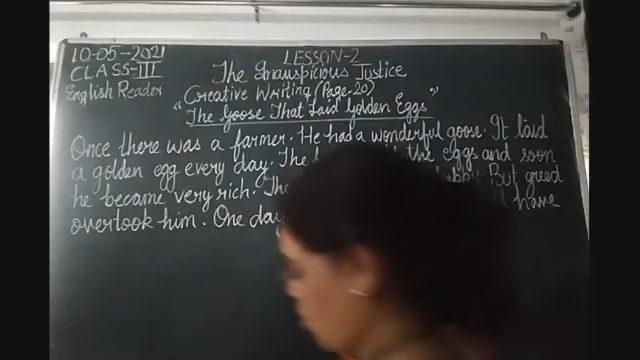 10-05-2021
CLASS-III
English Reader
LESSON-2
The Inauspicious Justice
Creative Writing (Page-20)
"The Goose That Laid Golden Eggs"
Once there was a farmer. He had a wonderful goose. It laid
a golden egg every day. The the eggs and soon
he became very rich. The But greed
overtook him. One day have